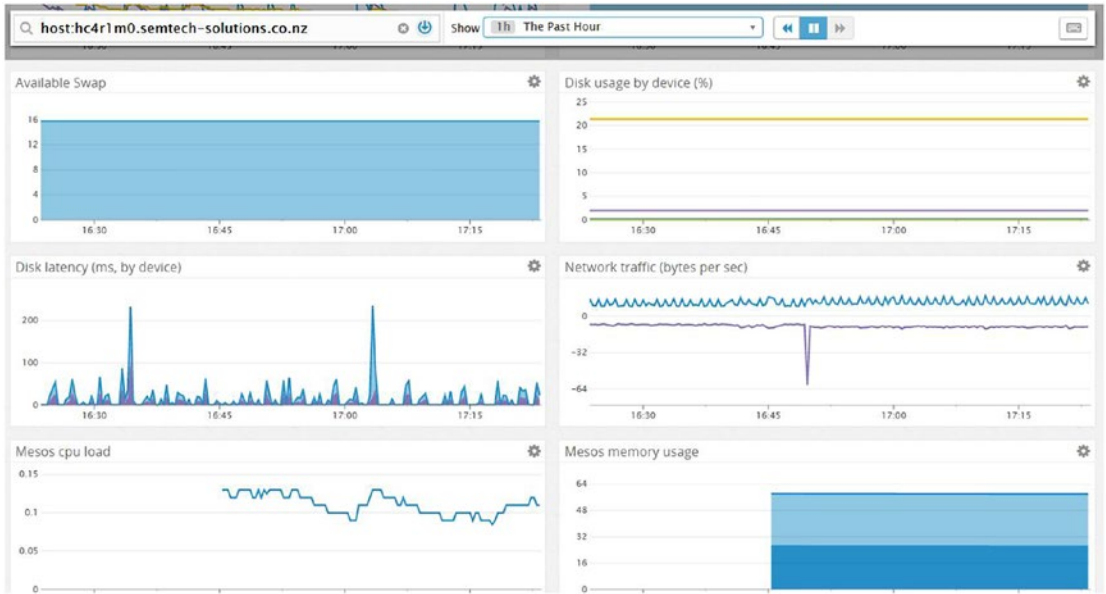 host:hc4r1m0.semtech-solutions.co.nz Show 1h The Past Hour
Available Swap
16
12
8
4
0
16:30 16:45 17:00 17:15
Disk usage by device (%)
25
20
15
10
5
0
16:30 16:45 17:00 17:15
Disk latency (ms, by device)
200
100
0
16:30 16:45 17:00 17:15
Network traffic (bytes per sec)
0
-32
-64
16:30 16:45 17:00 17:15
Mesos cpu load
0.15
0.1
0.05
0
Mesos memory usage
64
48
32
16
0